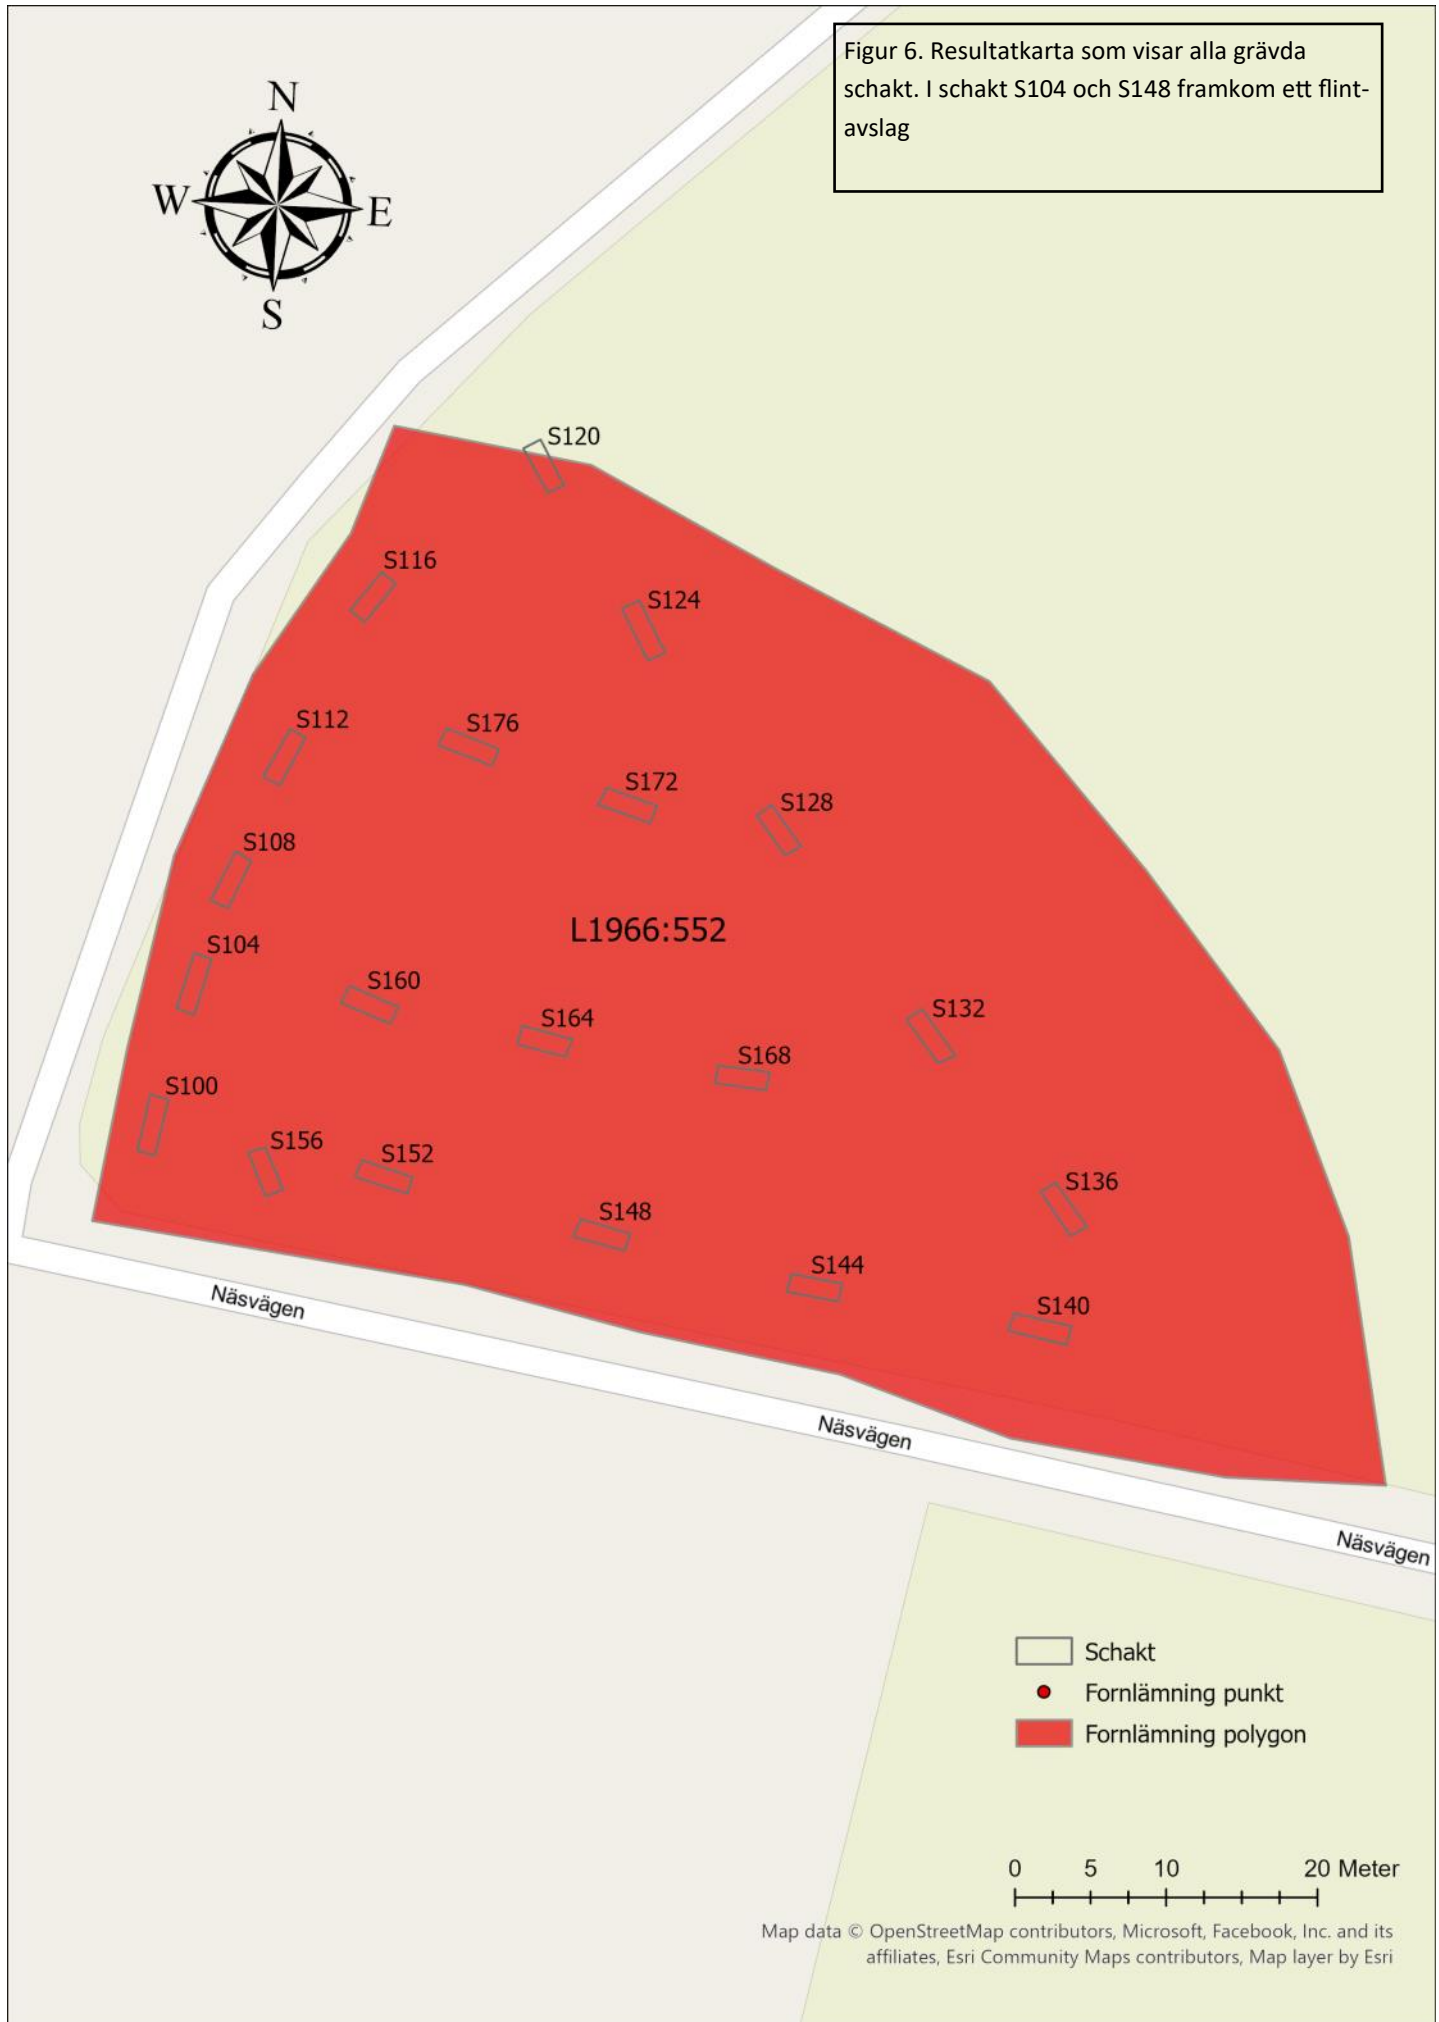 Figur 6. Resultatkarta som visar alla grävda
schakt. I schakt S104 och S148 framkom ett flint-
avslag
N
W
E
S
S120
S116
S124
S112
S176
S172
S128
S108
L1966:552
S104
S160
S164
S132
S168
S100
S156
S152
S136
S148
S144
S140
Näsvägen
Näsvägen
Näsvägen
Schakt
Fornlämning punkt
Fornlämning polygon
0 5 10 20 Meter
Map data © OpenStreetMap contributors, Microsoft, Facebook, Inc. and its
affiliates, Esri Community Maps contributors, Map layer by Esri